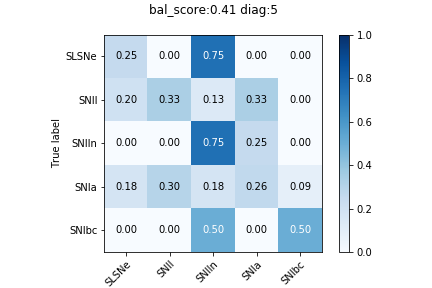 bal_score:0.41 diag:5
SLSNe 0.25 0.00 0.75 0.00 0.00
SNII 0.20 0.33 0.13 0.33 0.00
SNIIn 0.00 0.00 0.75 0.25 0.00
SNIa 0.18 0.30 0.18 0.26 0.09
SNIbc 0.00 0.00 0.50 0.00 0.50
SLSNe SNII SNIIn SNIa SNIbc
True label
1.0
0.8
0.6
0.4
0.2
0.0